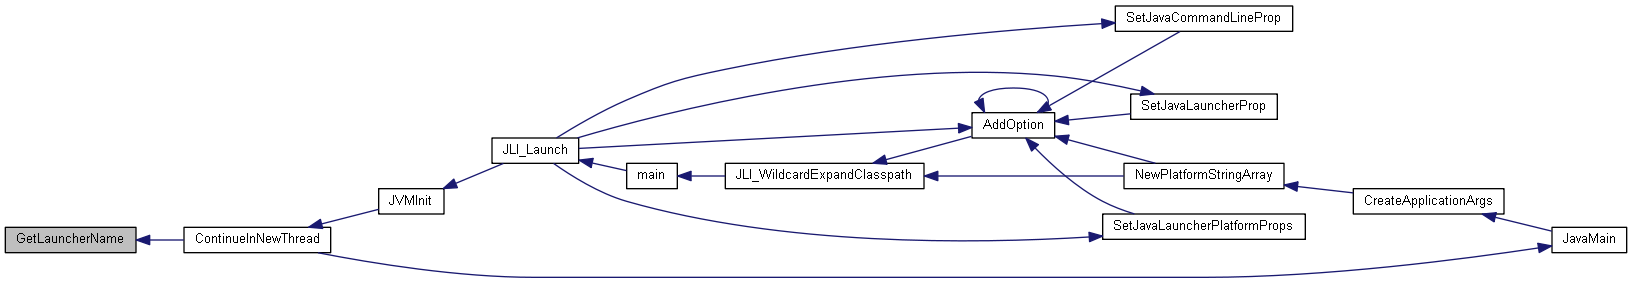 SetJavaCommandLineProp
SetJavaLauncherProp
AddOption
JLI_Launch
main
JLI_WildcardExpandClasspath
NewPlatformStringArray
JVMInit
CreateApplicationArgs
SetJavaLauncherPlatformProps
GetLauncherName
ContinueInNewThread
JavaMain